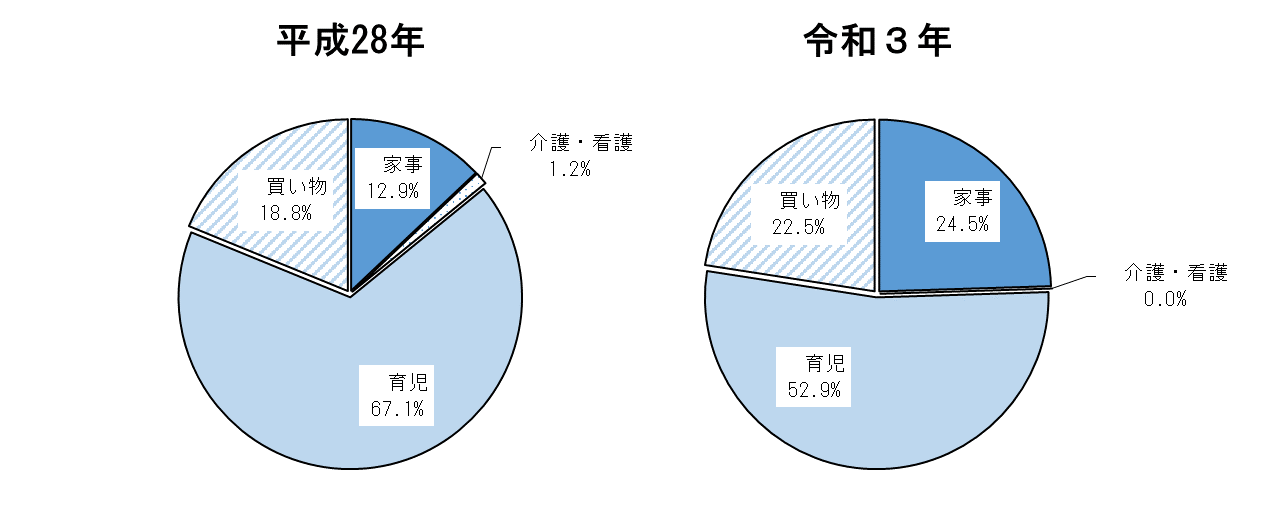 平成28年
家事
12.9%
介護・看護
1.2%
買い物
18.8%
育児
67.1%
令和３年
家事
24.5%
介護・看護
0.0%
買い物
22.5%
育児
52.9%